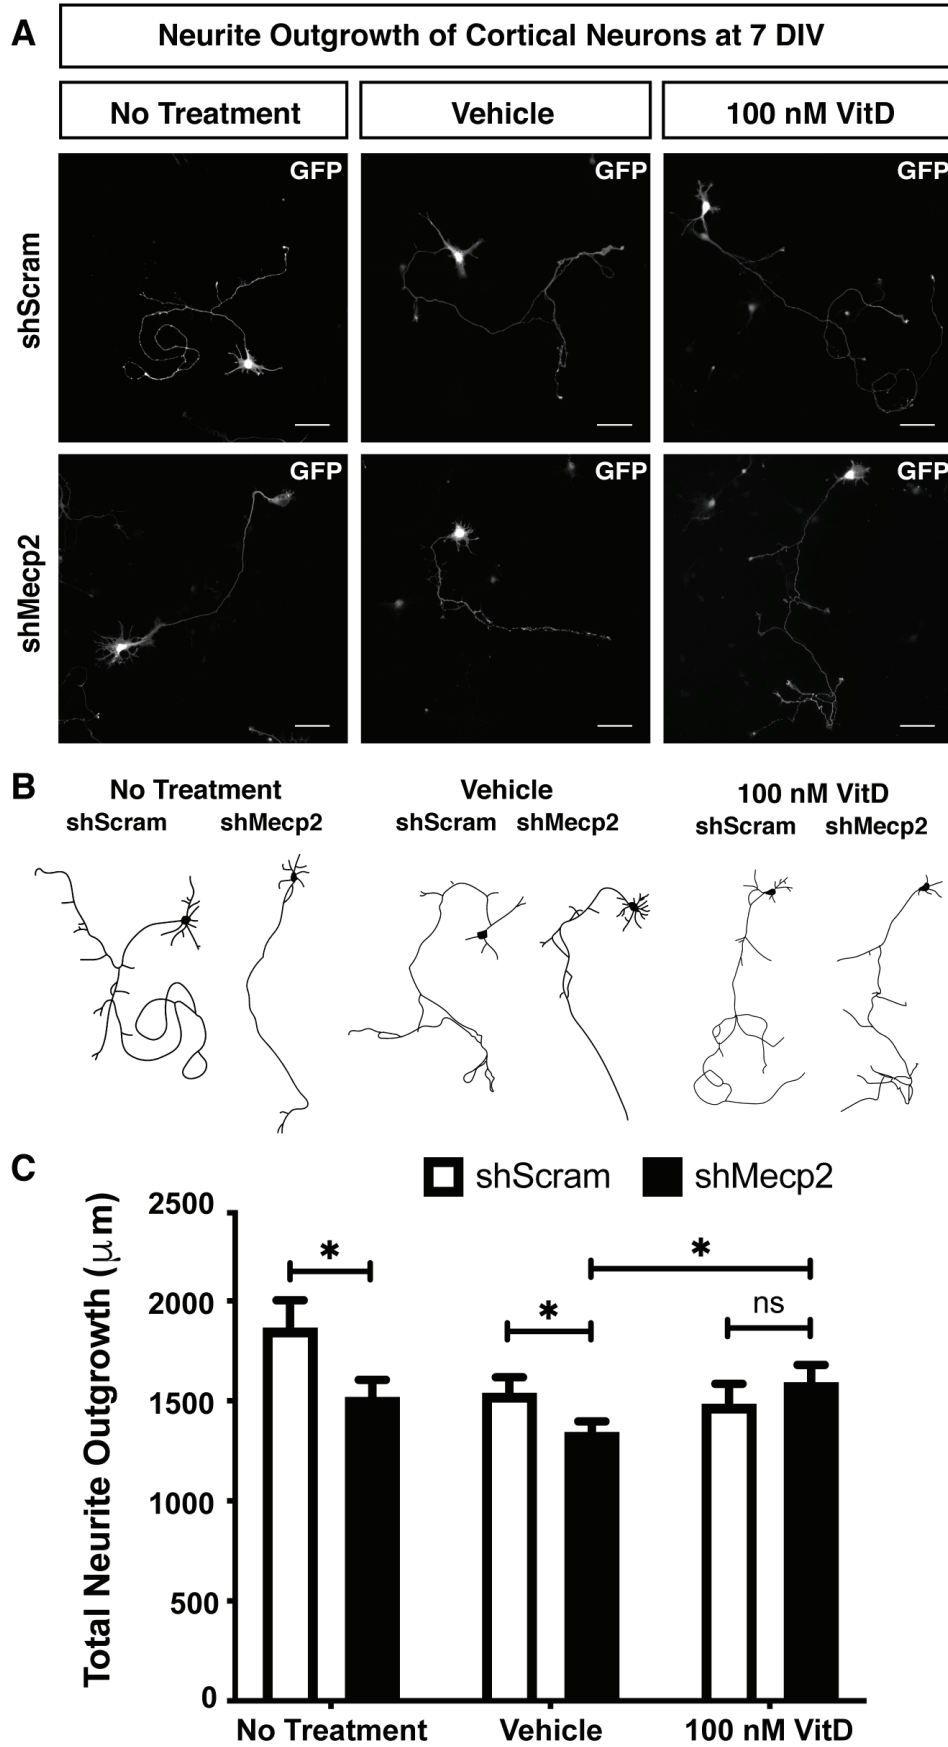 A
Neurite Outgrowth of Cortical Neurons at 7 DIV
No Treatment
Vehicle
100 nM VitD
shScram
GFP
GFP
GFP
shMecp2
GFP
GFP
GFP
B
No Treatment
Vehicle
100 nM VitD
shScram
shMecp2
shScram
shMecp2
shScram
shMecp2
C
shScram
shMecp2
Total Neurite Outgrowth (μm)
2500
2000
1500
1000
500
0
*
*
*
ns
No Treatment
Vehicle
100 nM VitD